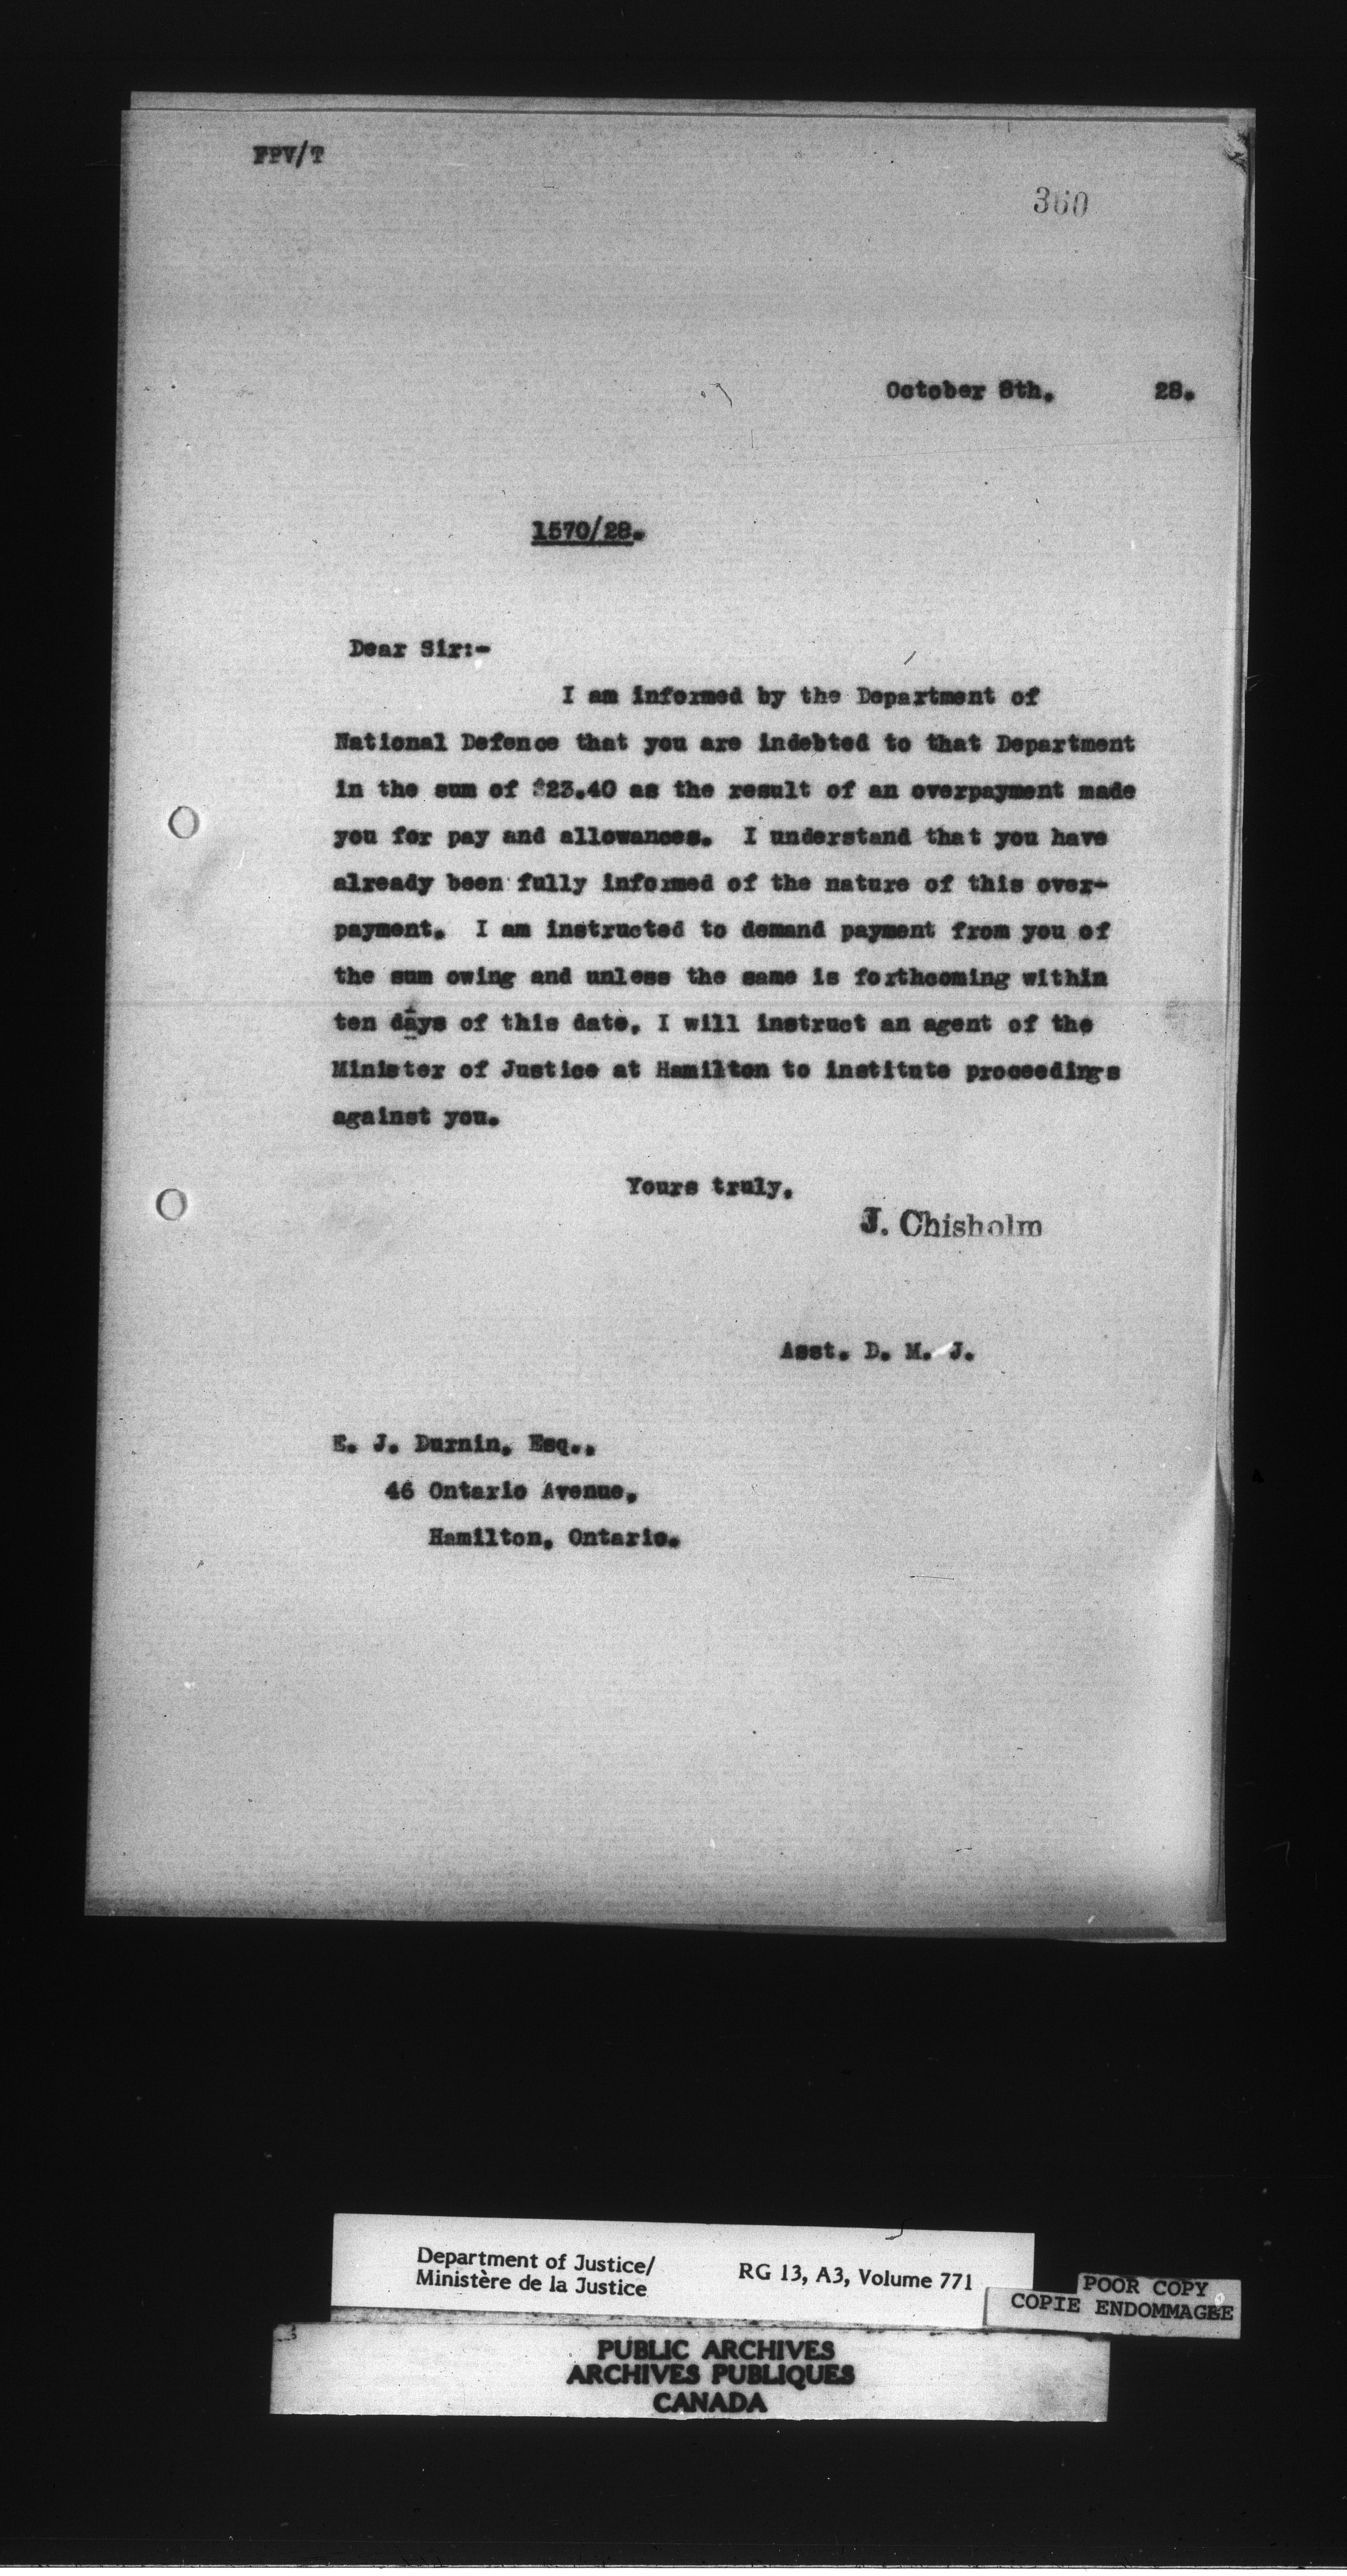 FPV/T
360
October 8th, 28.
1570/28.
Dear Sir:-
I am informed by the Department of
National Defence that you are indebted to that Department
in the sum of $23.40 as the result of an overpayment made
you for pay and allowances. I understand that you have
already been fully informed of the nature of this over-
payment. I am instructed to demand payment from you of
the sum owing and unless the same is forthcoming within
ten days of this date, I will instruct an agent of the
Minister of Justice at Hamilton to institute proceedings
against you.
Yours truly,
J. Chisholm
Asst. D. M. J.
E. J. Durnin, Esq.,
46 Ontario Avenue,
Hamilton, Ontario.
Department of Justice/
Ministère de la Justice
RG 13, A3, Volume 771
POOR COPY
COPIE ENDOMMAGEE
PUBLIC ARCHIVES
ARCHIVES PUBLIQUES
CANADA